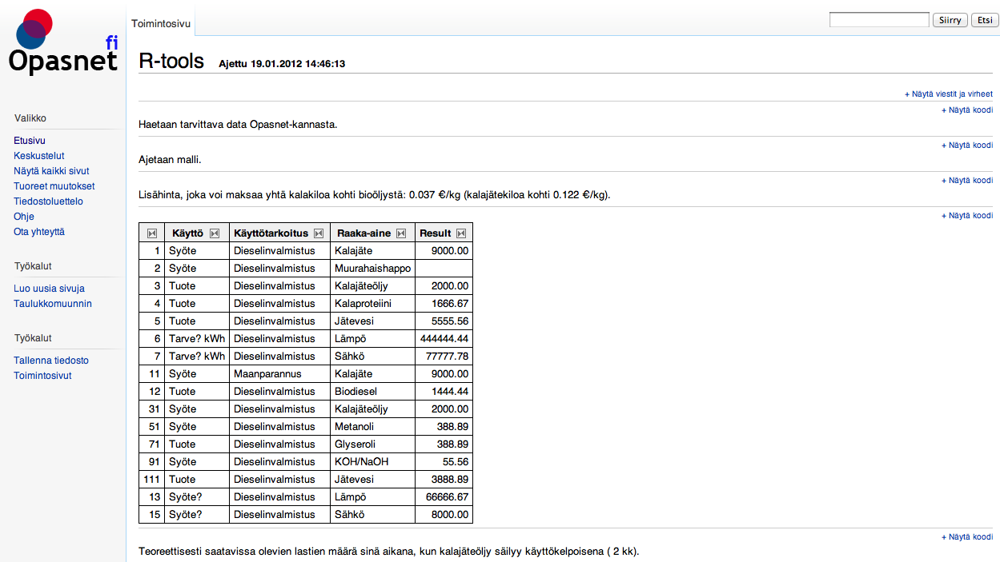 fi
Opasnet
Toimintosivu
Siirry Etsi
R-tools Ajettu 19.01.2012 14:46:13
Valikko
Etusivu
Keskustelut
Näytä kaikki sivut
Tuoreet muutokset
Tiedostoluettelo
Ohje
Ota yhteyttä
Työkalut
Luo uusia sivuja
Taulukkomuunnin
Työkalut
Tallenna tiedosto
Toimintosivut
+ Näytä viestit ja virheet
+ Näytä koodi
Haetaan tarvittava data Opasnet-kannasta.
+ Näytä koodi
Ajetaan malli.
+ Näytä koodi
Lisähinta, joka voi maksaa yhtä kalakiloa kohti bioöljystä: 0.037 €/kg (kalajätekiloa kohti 0.122 €/kg).
+ Näytä koodi
Käyttö Käyttötarkoitus Raaka-aine Result
1 Syöte Dieselinvalmistus Kalajäte 9000.00
2 Syöte Dieselinvalmistus Muurahaishappo
3 Tuote Dieselinvalmistus Kalajäteöljy 2000.00
4 Tuote Dieselinvalmistus Kalaproteiini 1666.67
5 Tuote Dieselinvalmistus Jätevesi 5555.56
6 Tarve? kWh Dieselinvalmistus Lämpö 444444.44
7 Tarve? kWh Dieselinvalmistus Sähkö 77777.78
11 Syöte Maanparannus Kalajäte 9000.00
12 Tuote Dieselinvalmistus Biodiesel 1444.44
31 Syöte Dieselinvalmistus Kalajäteöljy 2000.00
51 Syöte Dieselinvalmistus Metanoli 388.89
71 Tuote Dieselinvalmistus Glyseroli 388.89
91 Syöte Dieselinvalmistus KOH/NaOH 55.56
111 Tuote Dieselinvalmistus Jätevesi 3888.89
13 Syöte? Dieselinvalmistus Lämpö 66666.67
15 Syöte? Dieselinvalmistus Sähkö 8000.00
+ Näytä koodi
Teoreettisesti saatavissa olevien lastien määrä sinä aikana, kun kalajäteöljy säilyy käyttökelpoisena ( 2 kk).